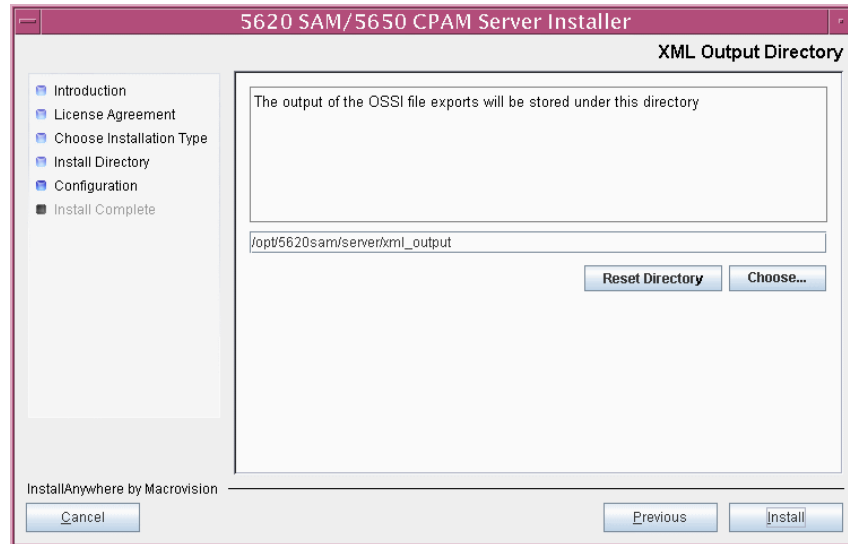 5620 SAM/5650 CPAM Server Installer
XML Output Directory
Introduction
License Agreement
Choose Installation Type
Install Directory
Configuration
Install Complete
The output of the OSSI file exports will be stored under this directory
/opt/5620sam/server/xml_output
Reset Directory
Choose...
InstallAnywhere by Macrovision
Cancel
Previous
Install